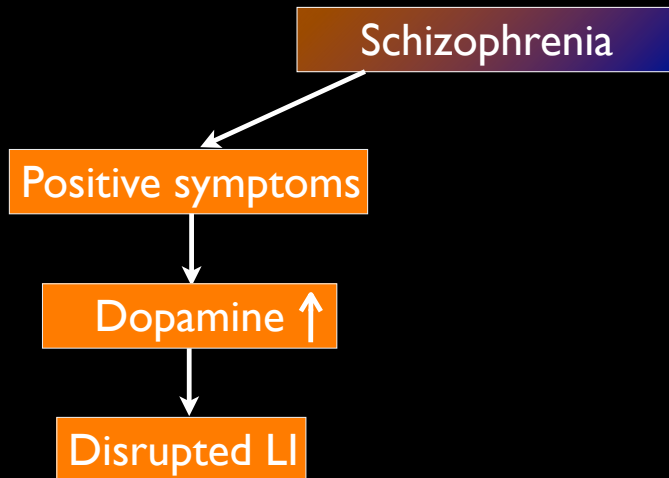 Schizophrenia
Positive symptoms
Dopamine ↑
Disrupted LI